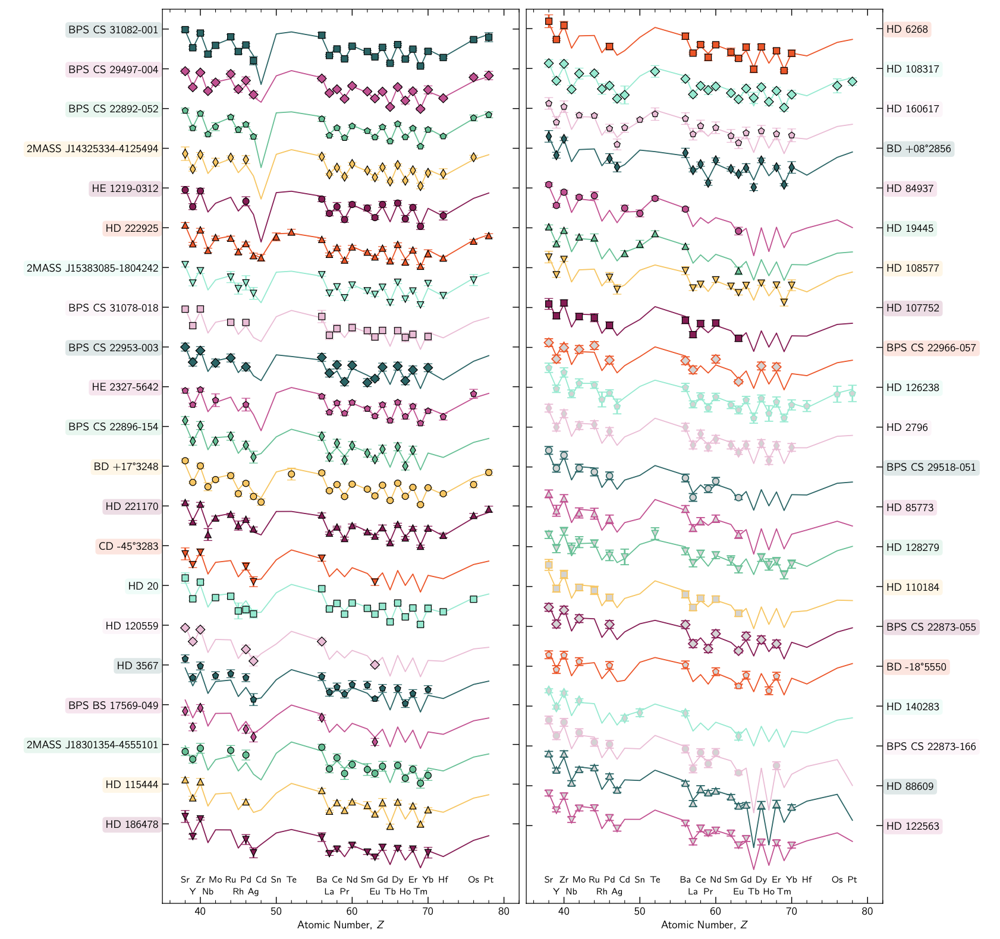 BPS CS 31082-001
BPS CS 29497-004
BPS CS 22892-052
2MASS J14325334-4125494
HE 1219-0312
HD 222925
2MASS J15383085-1804242
BPS CS 31078-018
BPS CS 22953-003
HE 2327-5642
BPS CS 22896-154
BD +17°3248
HD 221170
CD -45°3283
HD 20
HD 120559
HD 3567
BPS BS 17569-049
2MASS J18301354-4555101
HD 115444
HD 186478
Sr Zr Mo Ru Pd Cd Sn Te Ba Ce Nd Sm Gd Dy Er Yb Hf Os Pt
Y Nb Rh Ag La Pr Eu Tb Ho Tm
40 50 60 70 80
Atomic Number, Z
HD 6268
HD 108317
HD 160617
BD +08°2856
HD 84937
HD 19445
HD 108577
HD 107752
BPS CS 22966-057
HD 126238
HD 2796
BPS CS 29518-051
HD 85773
HD 128279
HD 110184
BPS CS 22873-055
BD -18°5550
HD 140283
BPS CS 22873-166
HD 88609
HD 122563
Sr Zr Mo Ru Pd Cd Sn Te Ba Ce Nd Sm Gd Dy Er Yb Hf Os Pt
Y Nb Rh Ag La Pr Eu Tb Ho Tm
40 50 60 70 80
Atomic Number, Z